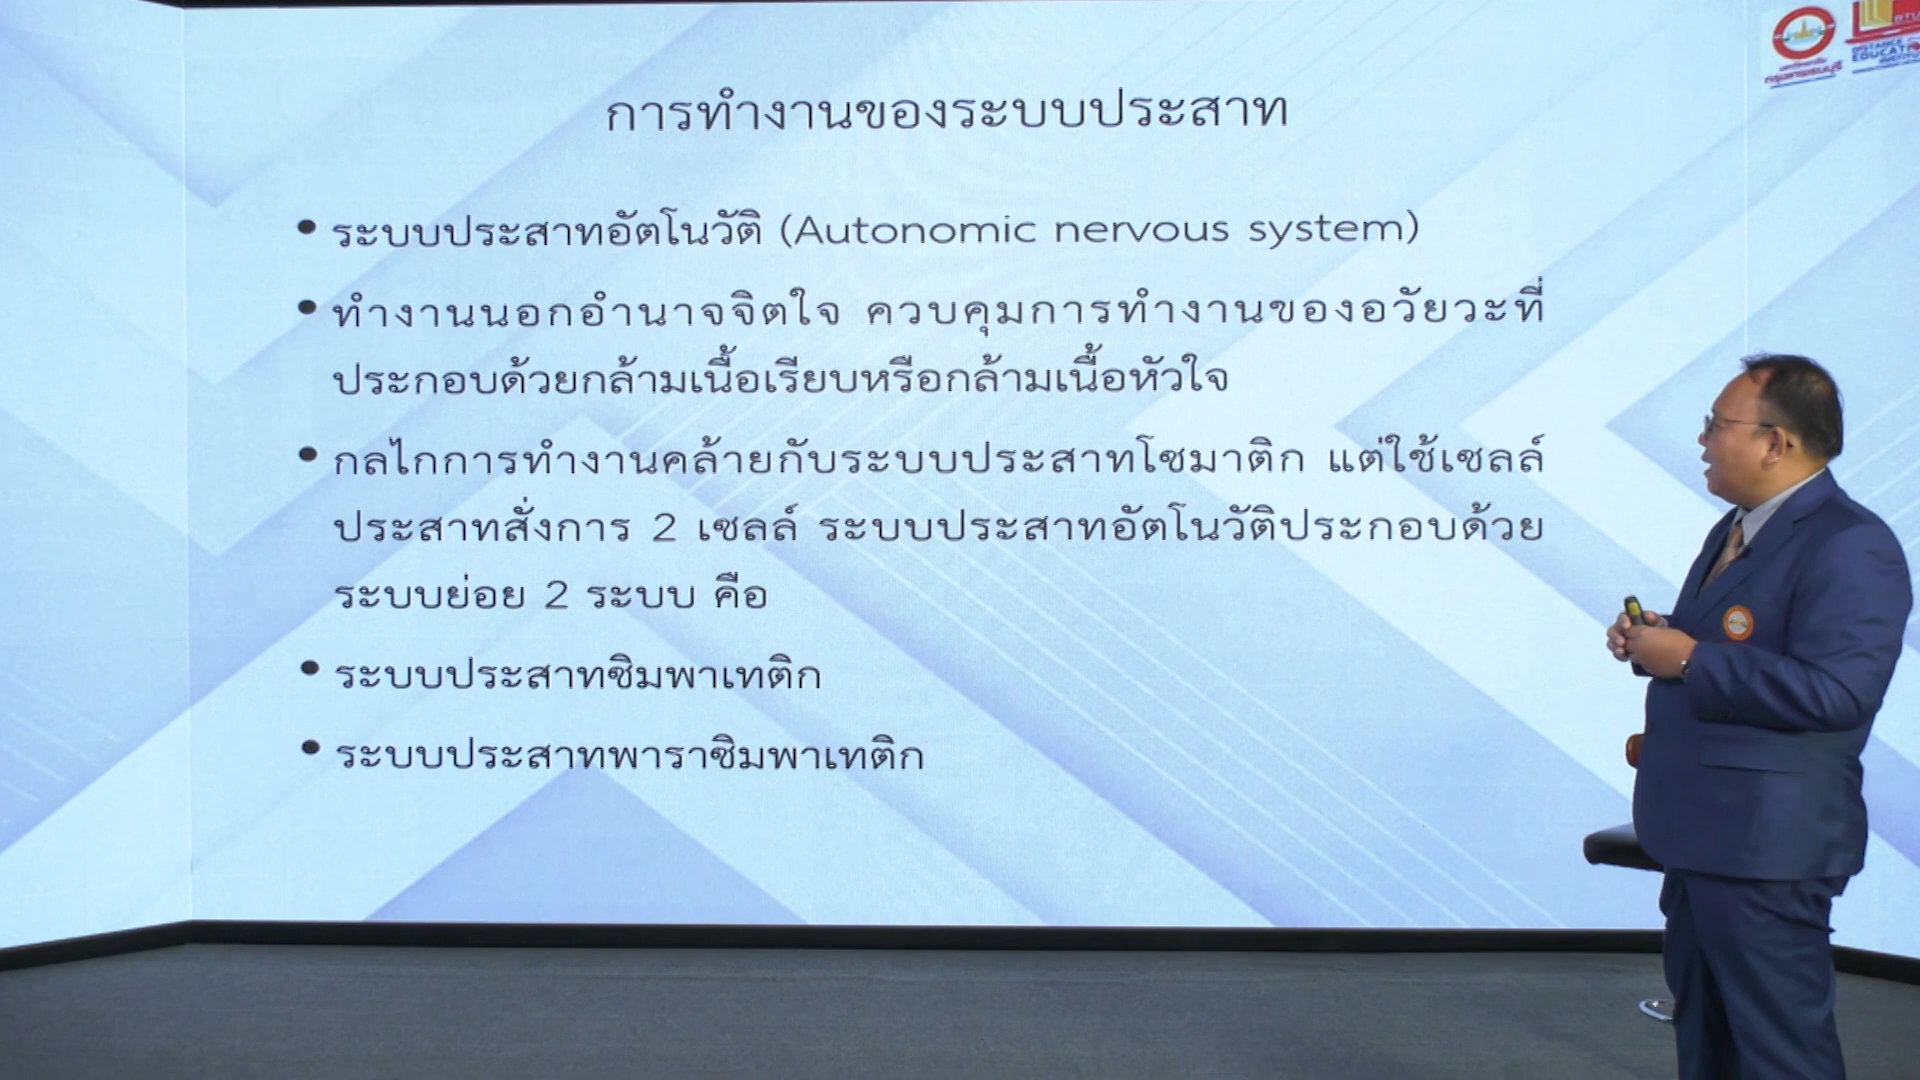 การทำงานของระบบประสาท
• ระบบประสาทอัตโนวัติ (Autonomic nervous system)
• ทำงานนอกอำนาจจิตใจ ควบคุมการทำงานของอวัยวะที่
ประกอบด้วยกล้ามเนื้อเรียบหรือกล้ามเนื้อหัวใจ
• กลไกการทำงานคล้ายกับระบบประสาทโซมาติก แต่ใช้เซลล์
ประสาทสั่งการ 2 เซลล์ ระบบประสาทอัตโนวัติประกอบด้วย
ระบบย่อย 2 ระบบ คือ
• ระบบประสาทซิมพาเทติก
• ระบบประสาทพาราซิมพาเทติก
กรุงเทพธนบุรี